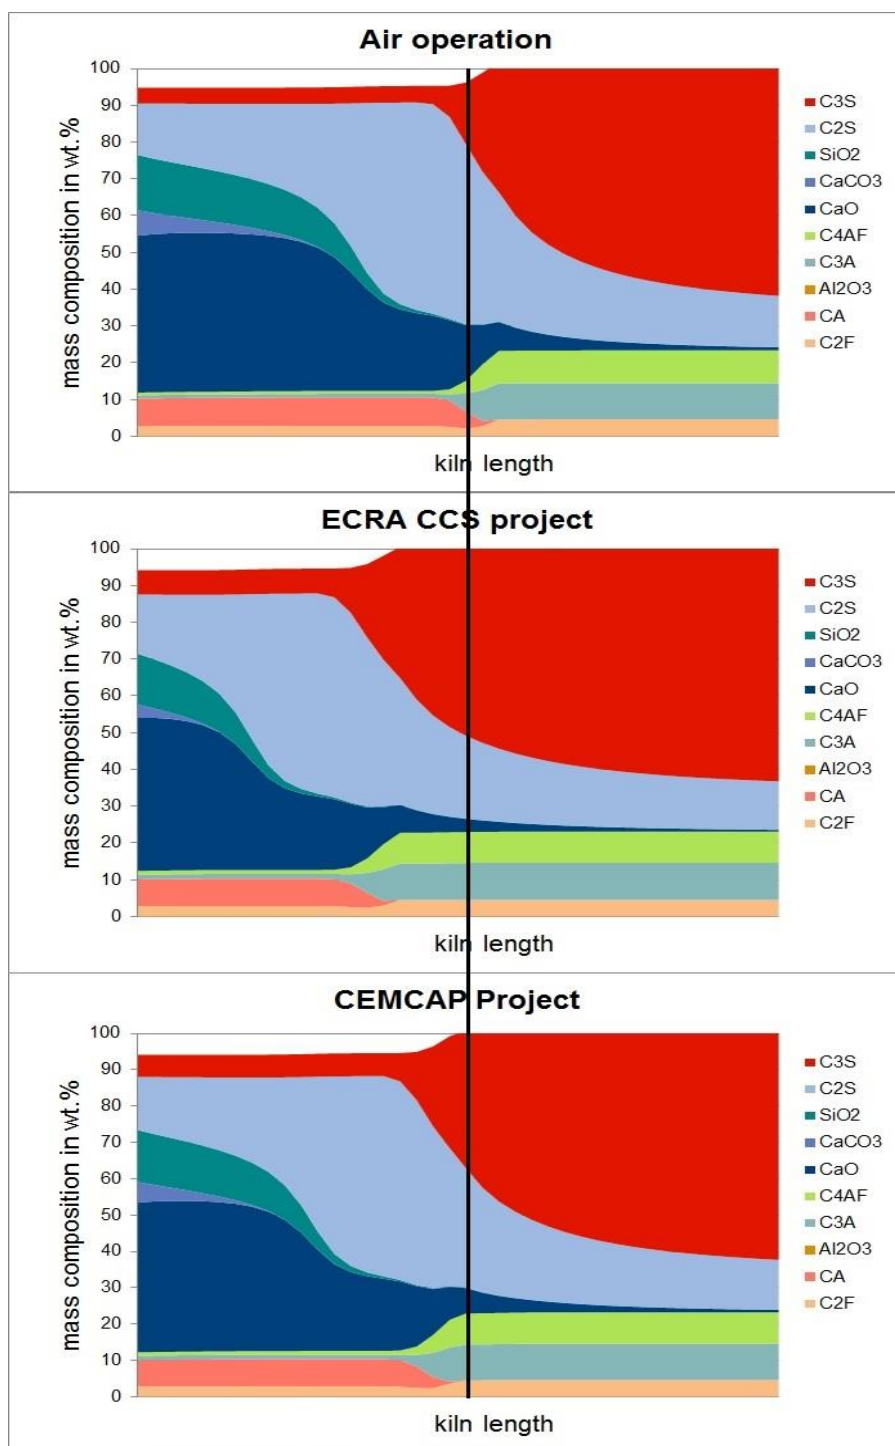 Air operation
mass composition in wt.%
100
90
80
70
60
50
40
30
20
10
0
kiln length
C3S
C2S
SiO2
CaCO3
CaO
C4AF
C3A
Al2O3
CA
C2F
ECRA CCS project
mass composition in wt.%
100
90
80
70
60
50
40
30
20
10
0
kiln length
C3S
C2S
SiO2
CaCO3
CaO
C4AF
C3A
Al2O3
CA
C2F
CEMCAP Project
mass composition in wt.%
100
90
80
70
60
50
40
30
20
10
0
kiln length
C3S
C2S
SiO2
CaCO3
CaO
C4AF
C3A
Al2O3
CA
C2F